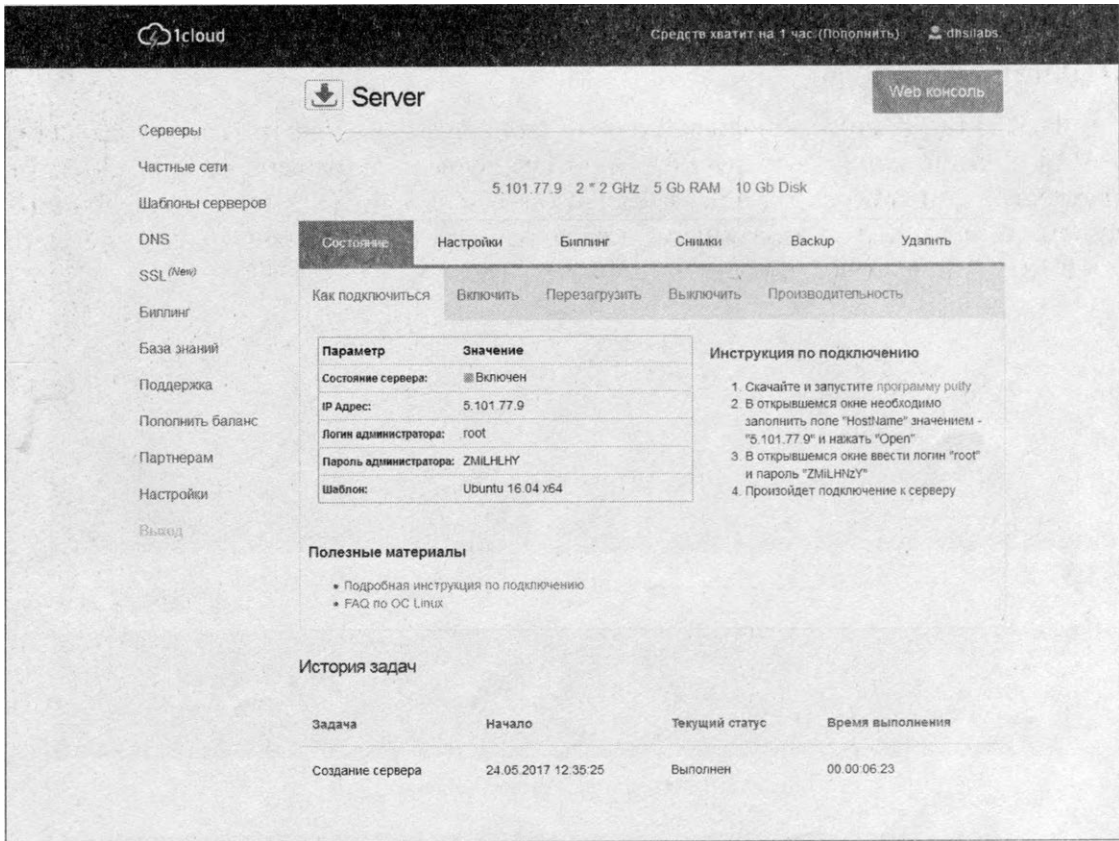 1cloud
Средств хватит на 1 час (Пополнить) dhsilabs
Server
Web консоль
Серверы
Частные сети
Шаблоны серверов
DNS
SSL (New)
Биллинг
База знаний
Поддержка
Пополнить баланс
Партнерам
Настройки
Выход
5.101.77.9 2 * 2 GHz 5 Gb RAM 10 Gb Disk
Состояние Настройки Биллинг Снимки Backup Удалить
Как подключиться Включить Перезагрузить Выключить Производительность
Параметр Значение
Состояние сервера: Включен
IP Адрес: 5.101.77.9
Логин администратора: root
Пароль администратора: ZMiLHLHY
Шаблон: Ubuntu 16.04 x64
Инструкция по подключению
1. Скачайте и запустите программу putty
2. В открывшемся окне необходимо
заполнить поле "HostName" значением -
"5.101.77.9" и нажать "Open"
3. В открывшемся окне ввести логин "root"
и пароль "ZMiLHNzY"
4. Произойдет подключение к серверу
Полезные материалы
• Подробная инструкция по подключению
• FAQ по ОС Linux
История задач
Задача Начало Текущий статус Время выполнения
Создание сервера 24.05.2017 12:35:25 Выполнен 00:00:06:23